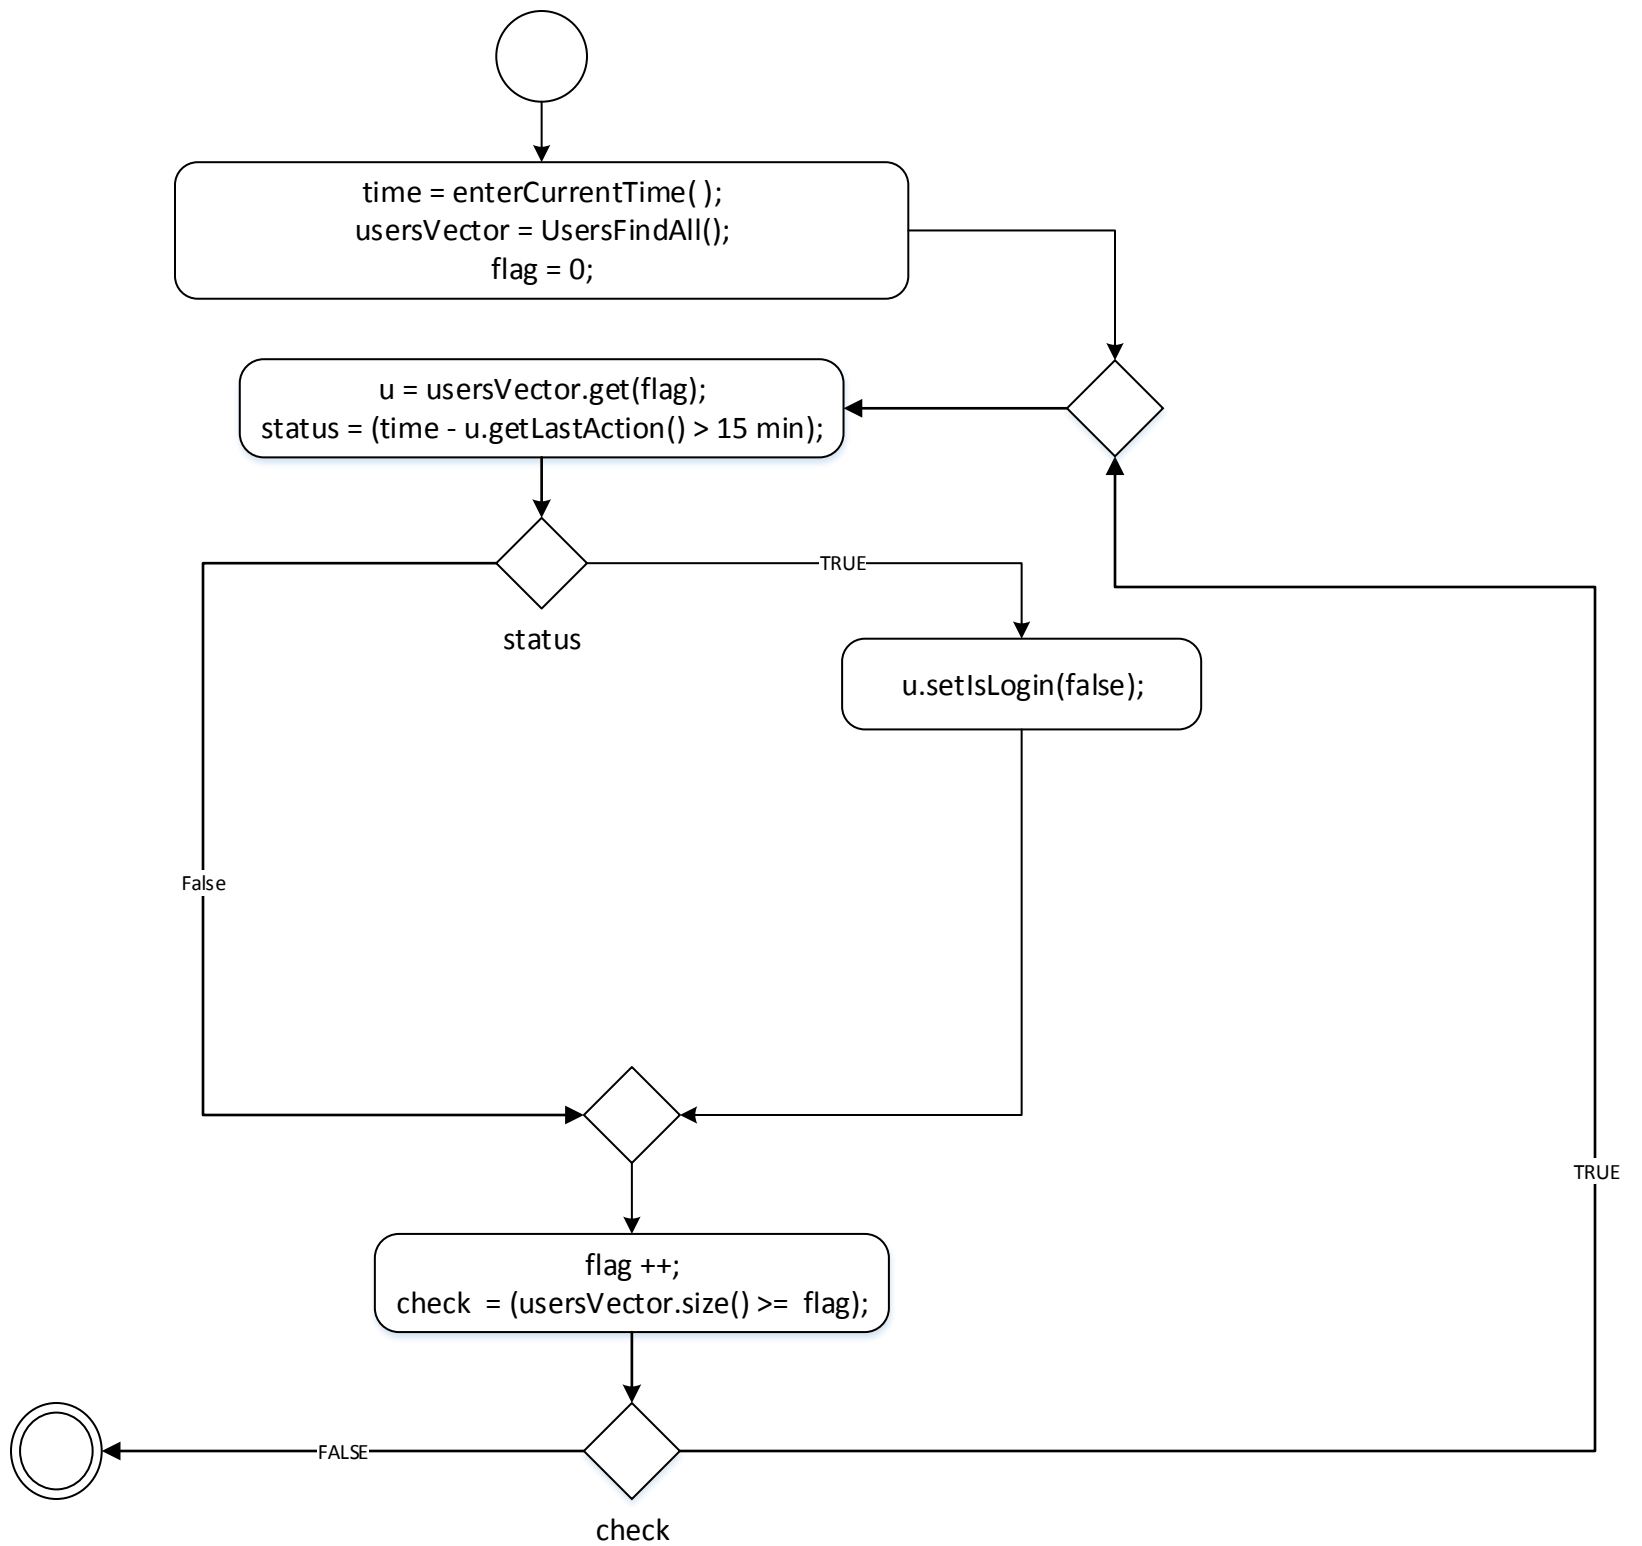 time = enterCurrentTime( );
usersVector = UsersFindAll();
flag = 0;
u = usersVector.get(flag);
status = (time - u.getLastAction() > 15 min);
TRUE
status
u.setIsLogin(false);
False
TRUE
flag ++;
check  = (usersVector.size() >=  flag);
FALSE
check